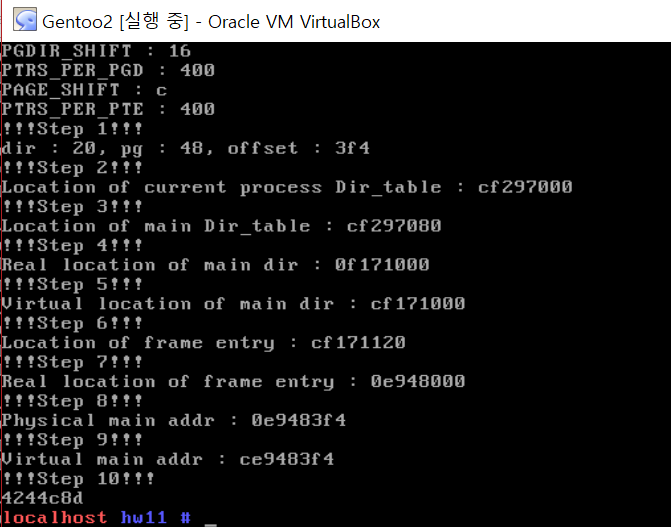 Gentoo2 [실행 중] - Oracle VM VirtualBox
PGDIR_SHIFT : 16
PTRS_PER_PGD : 400
PAGE_SHIFT : c
PTRS_PER_PTE : 400
!!!Step 1!!!
dir : 20, pg : 48, offset : 3f4
!!!Step 2!!!
Location of current process Dir_table : cf297000
!!!Step 3!!!
Location of main Dir_table : cf297080
!!!Step 4!!!
Real location of main dir : 0f171000
!!!Step 5!!!
Virtual location of main dir : cf171000
!!!Step 6!!!
Location of frame entry : cf171120
!!!Step 7!!!
Real location of frame entry : 0e948000
!!!Step 8!!!
Physical main addr : 0e9483f4
!!!Step 9!!!
Virtual main addr : ce9483f4
!!!Step 10!!!
4244c8d
localhost hw11 # _